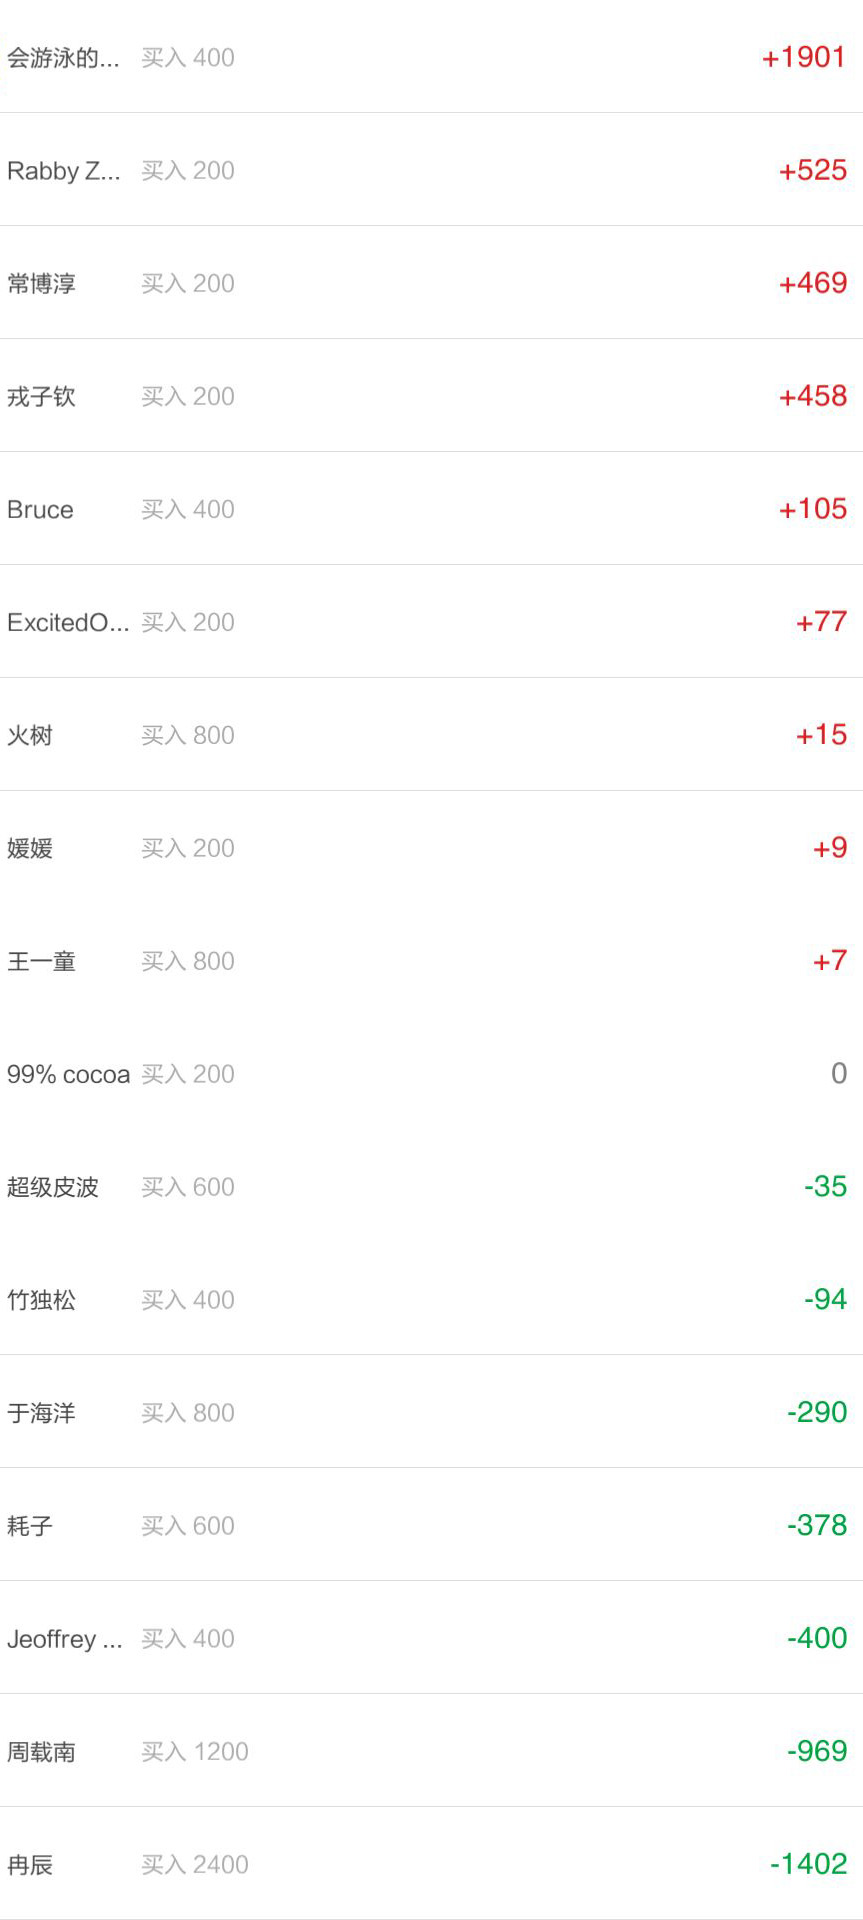 会游泳的... 买入 400 +1901
Rabby Z... 买入 200 +525
常博淳 买入 200 +469
戎子钦 买入 200 +458
Bruce 买入 400 +105
ExcitedO... 买入 200 +77
火树 买入 800 +15
媛媛 买入 200 +9
王一童 买入 800 +7
99% cocoa 买入 200 0
超级皮波 买入 600 -35
竹独松 买入 400 -94
于海洋 买入 800 -290
耗子 买入 600 -378
Jeoffrey ... 买入 400 -400
周载南 买入 1200 -969
冉辰 买入 2400 -1402